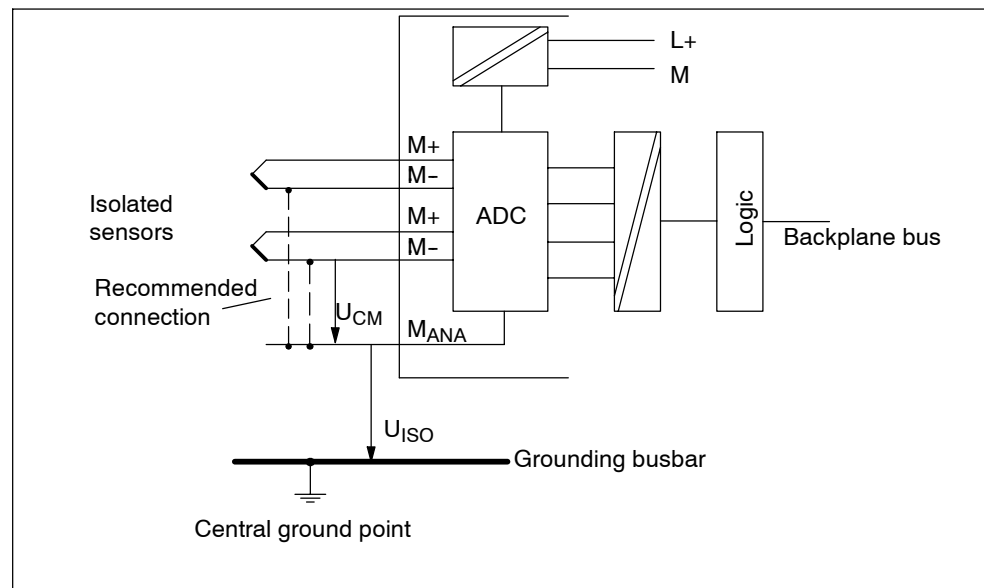 L+
M
M+
M-
ADC
M+
M-
Isolated
sensors
Logic
Backplane bus
Recommended
connection
UCM
MANA
UISO
Grounding busbar
Central ground point